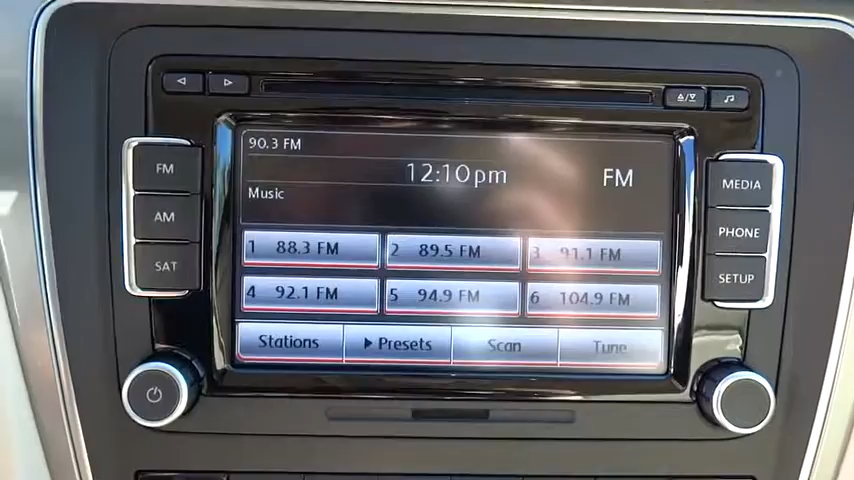 90.3 FM
12:10pm
FM
Music
1 88.3 FM
2 89.5 FM
3 91.1 FM
4 92.1 FM
5 94.9 FM
6 104.9 FM
Stations
Presets
Scan
Tune
FM
AM
SAT
MEDIA
PHONE
SETUP